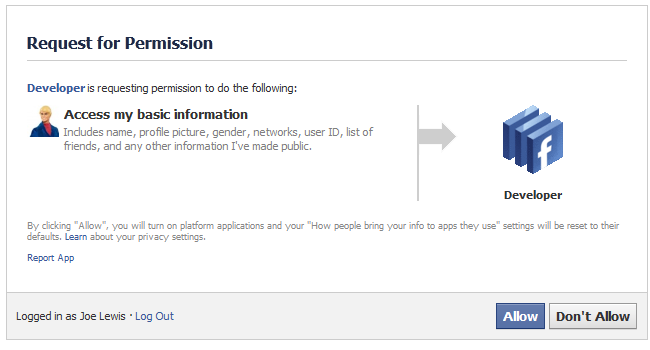 Request for Permission
Developer is requesting permission to do the following:
Access my basic information
Includes name, profile picture, gender, networks, user ID, list of
friends, and any other information I've made public.
Developer
By clicking "Allow", you will turn on platform applications and your "How people bring your info to apps they use" settings will be reset to their
defaults. Learn about your privacy settings.
Report App
Logged in as Joe Lewis · Log Out
Allow
Don't Allow